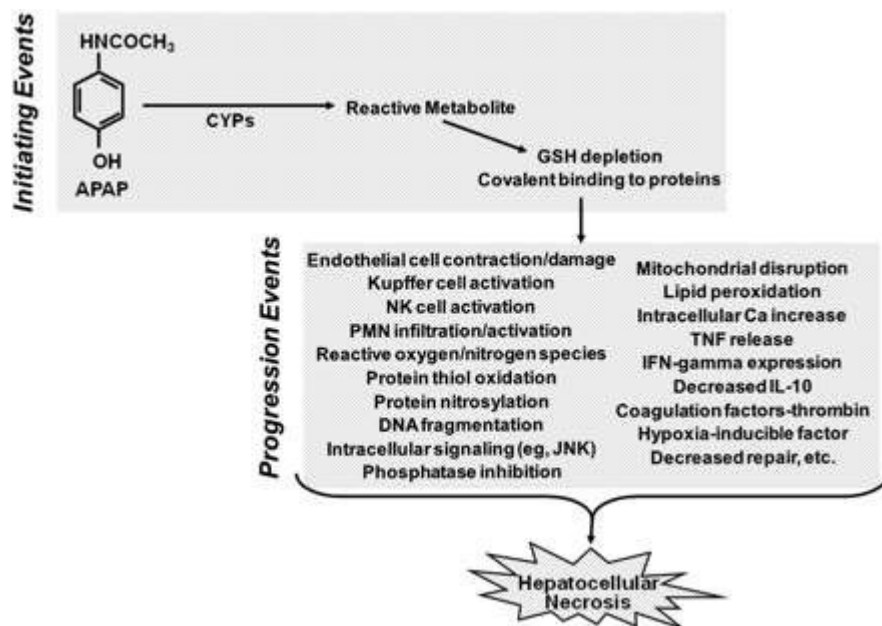 Initiating Events
HNCOCH3
OH
APAP
CYPs
Reactive Metabolite
GSH depletion
Covalent binding to proteins
Progression Events
Endothelial cell contraction/damage
Kupffer cell activation
NK cell activation
PMN infiltration/activation
Reactive oxygen/nitrogen species
Protein thiol oxidation
Protein nitrosylation
DNA fragmentation
Intracellular signaling (eg, JNK)
Phosphatase inhibition
Mitochondrial disruption
Lipid peroxidation
Intracellular Ca increase
TNF release
IFN-gamma expression
Decreased IL-10
Coagulation factors-thrombin
Hypoxia-inducible factor
Decreased repair, etc.
Hepatocellular
Necrosis